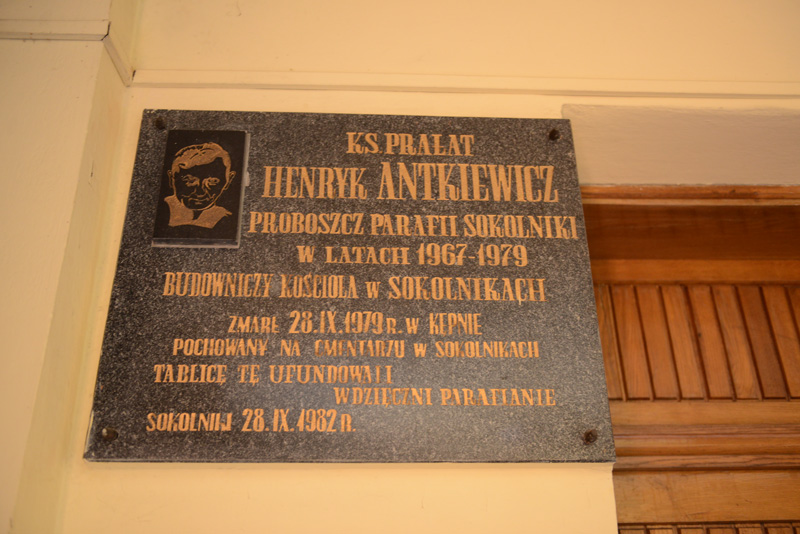 KS. PRAŁAT
HENRYK ANTKIEWICZ
PROBOSZCZ PARAFII SOKOLNIKI
W LATACH 1967-1979
BUDOWNICZY KOŚCIOŁA W SOKOLNIKACH
ZMARŁ 28.IX.1979 R. W KĘPNIE
POCHOWANY NA CMENTARZU W SOKOLNIKACH
TABLICĘ TĘ UFUNDOWALI
WDZIĘCZNI PARAFIANIE
SOKOLNIKI 28.IX.1982 R.